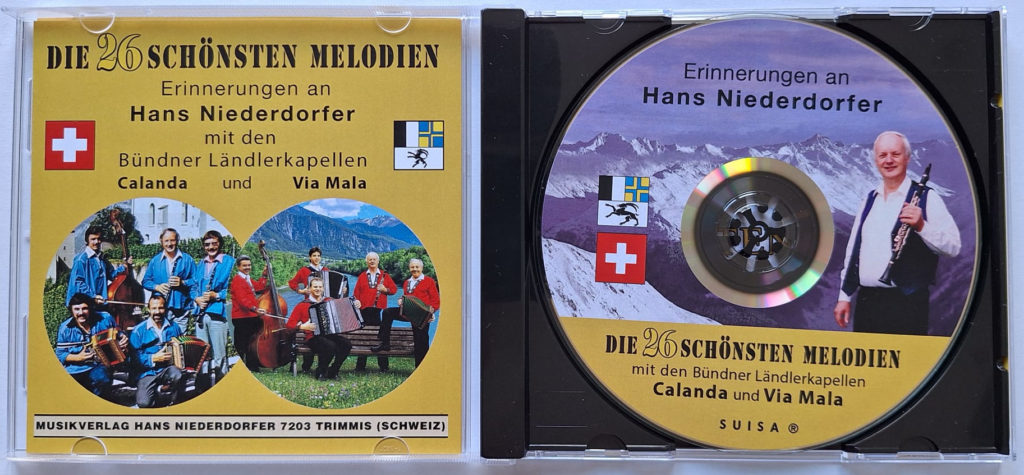 DIE 26 SCHÖNSTEN MELODIEN
Erinnerungen an
Hans Niederdorfer
mit den
Bündner Ländlerkapellen
Calanda und Via Mala
MUSIKVERLAG HANS NIEDERDORFER 7203 TRIMMIS (SCHWEIZ)
Erinnerungen an
Hans Niederdorfer
DIE 26 SCHÖNSTEN MELODIEN
mit den Bündner Ländlerkapellen
Calanda und Via Mala
SUISA ®